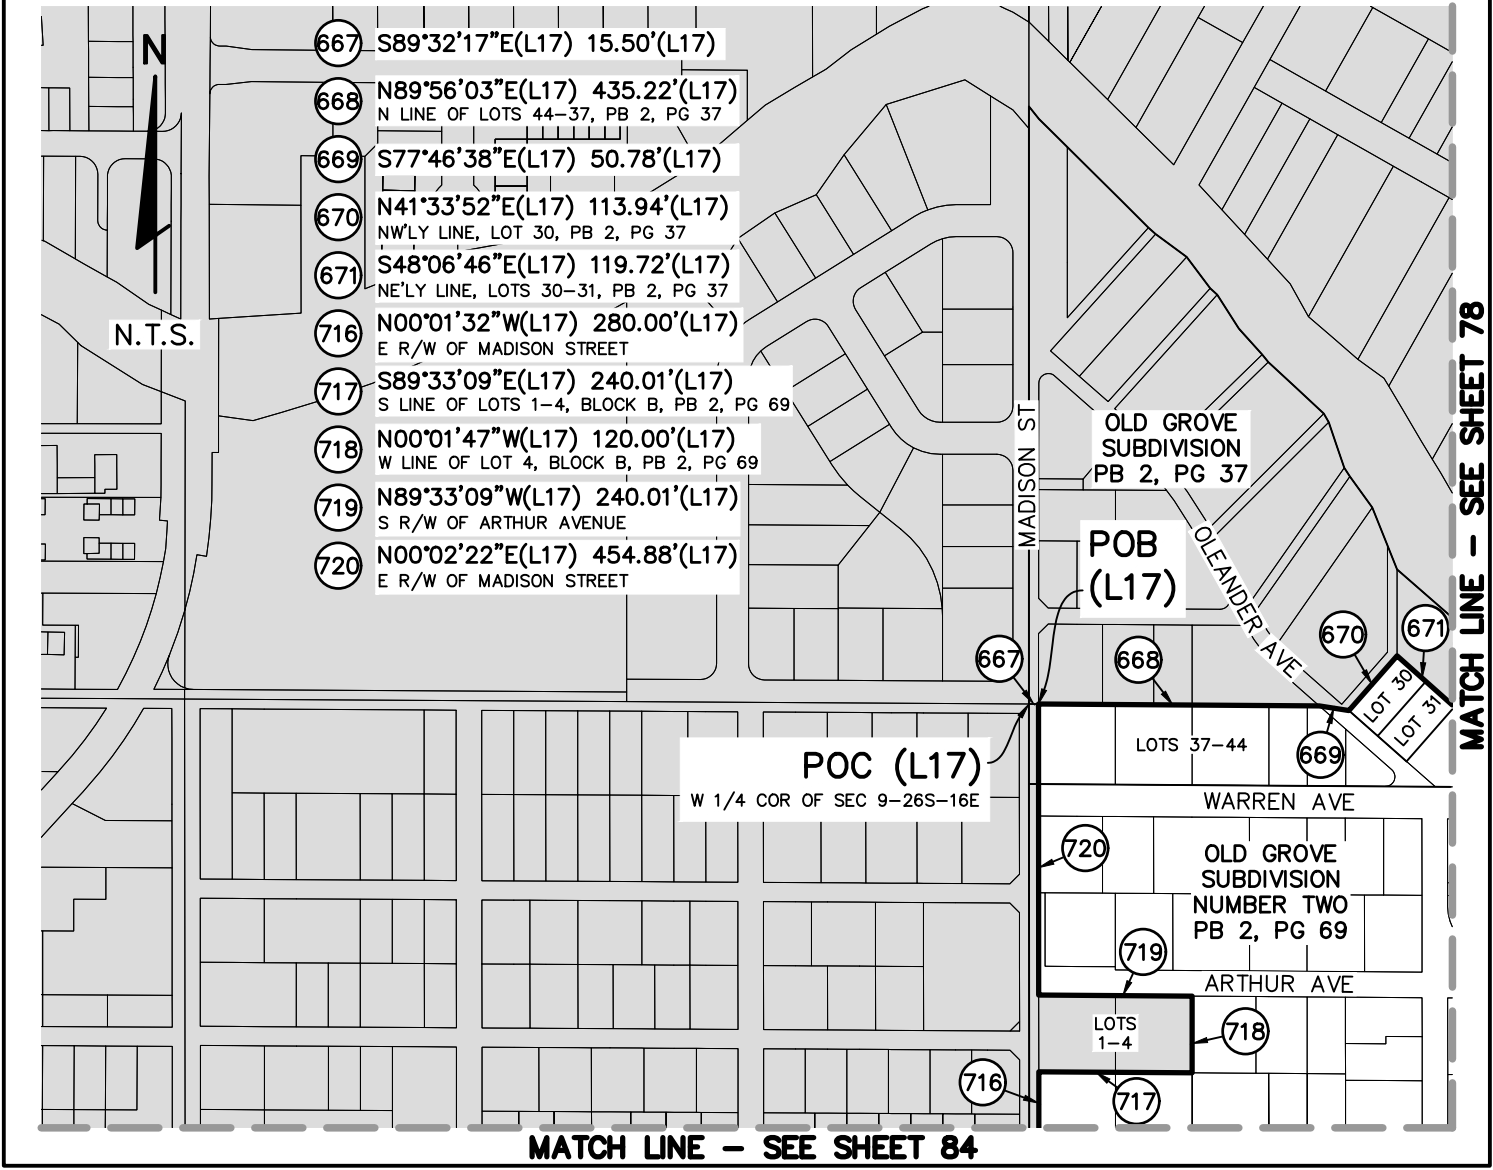 N
N.T.S.
667 S89°32'17"E(L17) 15.50'(L17)
668 N89°56'03"E(L17) 435.22'(L17)
N LINE OF LOTS 44-37, PB 2, PG 37
669 S77°46'38"E(L17) 50.78'(L17)
670 N41°33'52"E(L17) 113.94'(L17)
NW'LY LINE, LOT 30, PB 2, PG 37
671 S48°06'46"E(L17) 119.72'(L17)
NE'LY LINE, LOTS 30-31, PB 2, PG 37
716 N00°01'32"W(L17) 280.00'(L17)
E R/W OF MADISON STREET
717 S89°33'09"E(L17) 240.01'(L17)
S LINE OF LOTS 1-4, BLOCK B, PB 2, PG 69
718 N00°01'47"W(L17) 120.00'(L17)
W LINE OF LOT 4, BLOCK B, PB 2, PG 69
719 N89°33'09"W(L17) 240.01'(L17)
S R/W OF ARTHUR AVENUE
720 N00°02'22"E(L17) 454.88'(L17)
E R/W OF MADISON STREET
MADISON ST
OLD GROVE
SUBDIVISION
PB 2, PG 37
POB
(L17)
OLEANDER AVE
667
668
670
671
LOT 30
LOT 31
669
LOTS 37-44
POC (L17)
W 1/4 COR OF SEC 9-26S-16E
WARREN AVE
720
OLD GROVE
SUBDIVISION
NUMBER TWO
PB 2, PG 69
719
ARTHUR AVE
LOTS
1-4
718
716
717
MATCH LINE - SEE SHEET 78
MATCH LINE - SEE SHEET 84